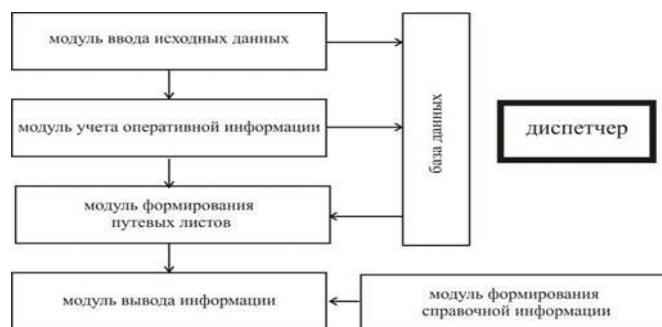 модуль ввода исходных данных
модуль учета оперативной информации
база данных
диспетчер
модуль формирования
путевых листов
модуль вывода информации
модуль формирования
справочной информации